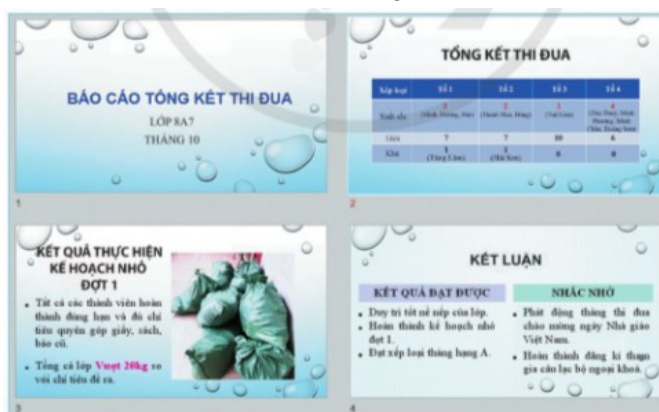 BÁO CÁO TỔNG KẾT THI ĐUA
LỚP 8A7
THÁNG 10
1
TỔNG KẾT THI ĐUA
Xếp loại Tổ 1 Tổ 2 Tổ 3 Tổ 4
Xuất sắc
Giỏi 7 7 10 6
Khá 1 1 0 0
(Tùng Lâm) (Hải Sơn)
2
KẾT QUẢ THỰC HIỆN
KẾ HOẠCH NHỎ
ĐỢT 1
• Tất cả các thành viên hoàn
thành đúng hạn và đủ chỉ
tiêu quyên góp giấy, sách,
báo cũ.
• Tổng cả lớp Vượt 20kg so
với chỉ tiêu đề ra.
3
KẾT LUẬN
KẾT QUẢ ĐẠT ĐƯỢC
• Duy trì tốt nề nếp của lớp.
• Hoàn thành kế hoạch nhỏ
đợt 1.
• Đạt xếp loại tháng hạng A.
NHẮC NHỞ
• Phát động tháng thi đua
chào mừng ngày Nhà giáo
Việt Nam.
• Hoàn thành đăng kí tham
gia câu lạc bộ ngoại khoá.
4